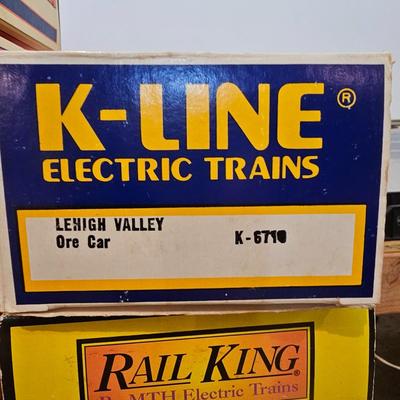 K-LINE®
ELECTRIC TRAINS
LEHIGH VALLEY
Ore Car K-6710
RAIL KING®
By MTH Electric Trains